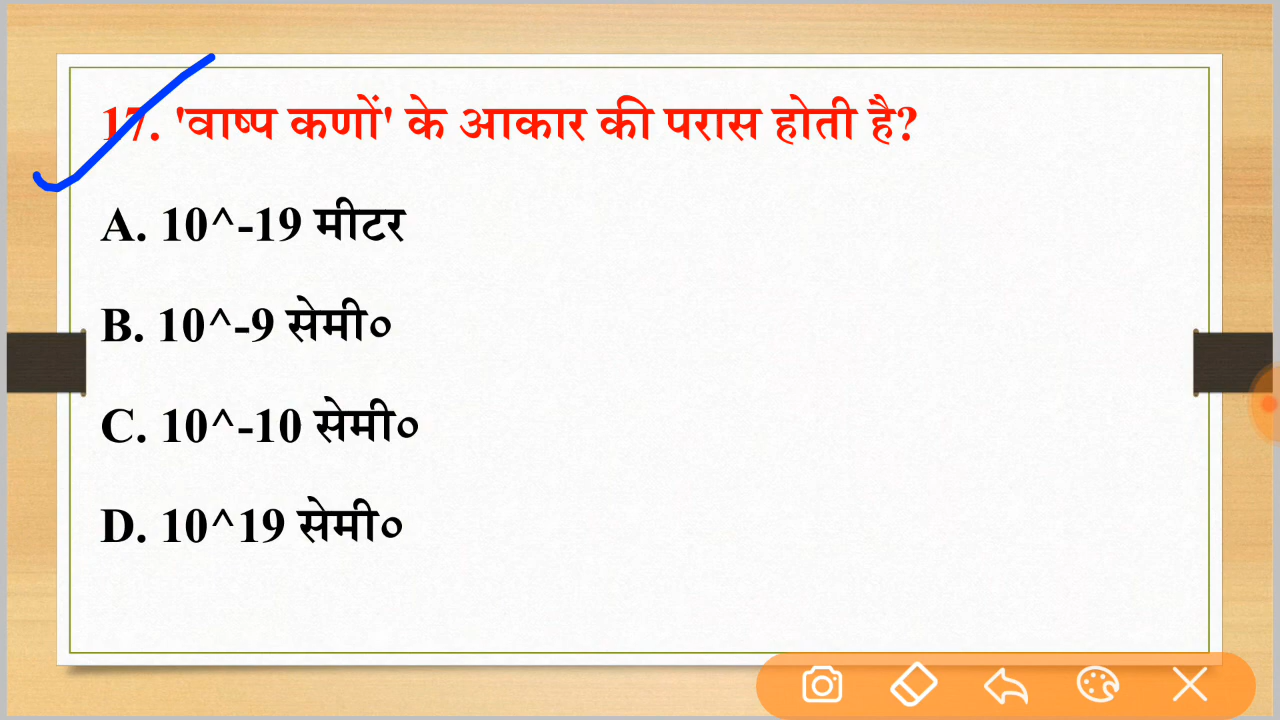 17. 'वाष्प कणों' के आकार की परास होती है?
A. 10^-19 मीटर
B. 10^-9 सेमी०
C. 10^-10 सेमी०
D. 10^19 सेमी०